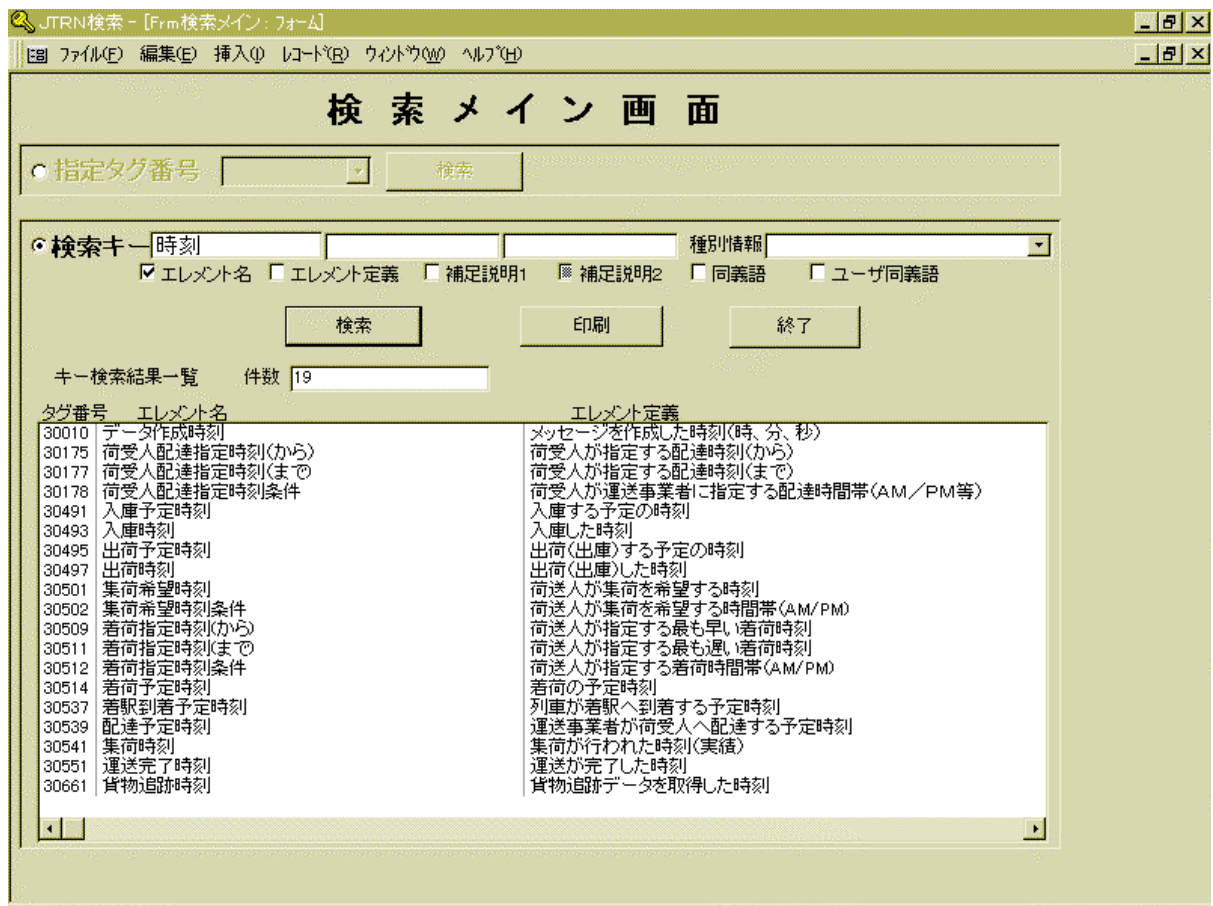 JTRN検索 - [Frm検索メイン : フォーム]
ファイル(F) 編集(E) 挿入(I) レコード(R) ウィンドウ(W) ヘルプ(H)
検索メイン画面
指定タグ番号 検索
検索キー 時刻 種別情報
エレメント名 エレメント定義 補足説明1 補足説明2 同義語 ユーザ同義語
検索 印刷 終了
キー検索結果一覧 件数 19
タグ番号 エレメント名 エレメント定義
30010 データ作成時刻 メッセージを作成した時刻(時、分、秒)
30175 荷受人配達指定時刻(から) 荷受人が指定する配達時刻(から)
30177 荷受人配達指定時刻(まで) 荷受人が指定する配達時刻(まで)
30178 荷受人配達指定時刻条件 荷受人が運送事業者に指定する配達時間帯(AM/PM等)
30491 入庫予定時刻 入庫する予定の時刻
30493 入庫時刻 入庫した時刻
30495 出荷予定時刻 出荷(出庫)する予定の時刻
30497 出荷時刻 出荷(出庫)した時刻
30501 集荷希望時刻 荷送人が集荷を希望する時刻
30502 集荷希望時刻条件 荷送人が集荷を希望する時間帯(AM/PM)
30509 着荷指定時刻(から) 荷送人が指定する最も早い着荷時刻
30511 着荷指定時刻(まで) 荷送人が指定する最も遅い着荷時刻
30512 着荷指定時刻条件 荷送人が指定する着荷時間帯(AM/PM)
30514 着荷予定時刻 着荷の予定時刻
30537 着駅到着予定時刻 列車が着駅へ到着する予定時刻
30539 配達予定時刻 運送事業者が荷受人へ配達する予定時刻
30541 集荷時刻 集荷が行われた時刻(実績)
30551 運送完了時刻 運送が完了した時刻
30661 貨物追跡時刻 貨物追跡データを取得した時刻